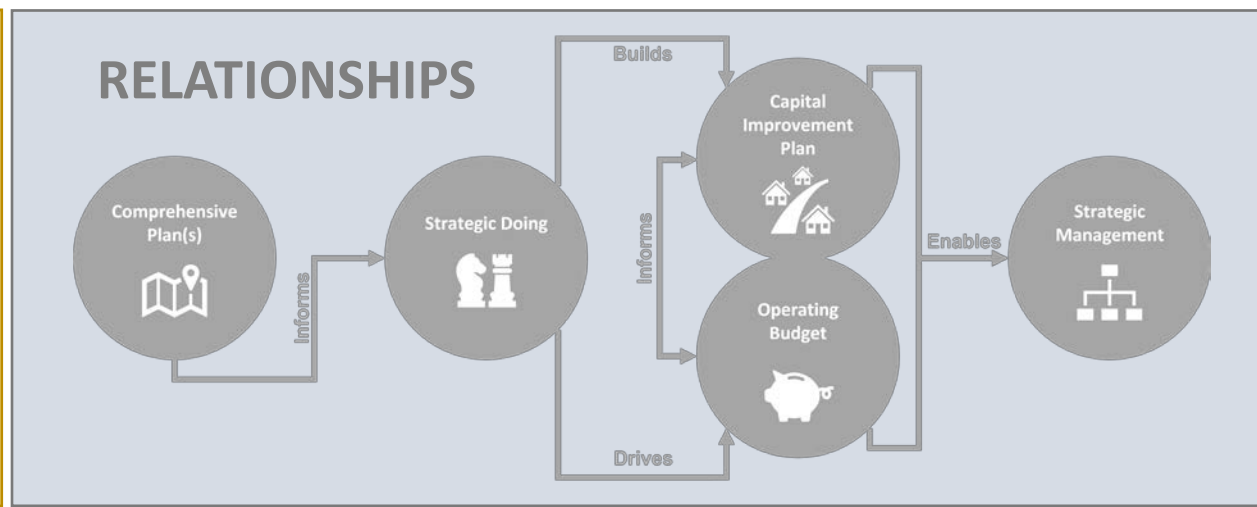 RELATIONSHIPS
Comprehensive
Plan(s)
Informs
Strategic Doing
Builds
Drives
Informs
Capital
Improvement
Plan
Operating
Budget
Enables
Strategic
Management